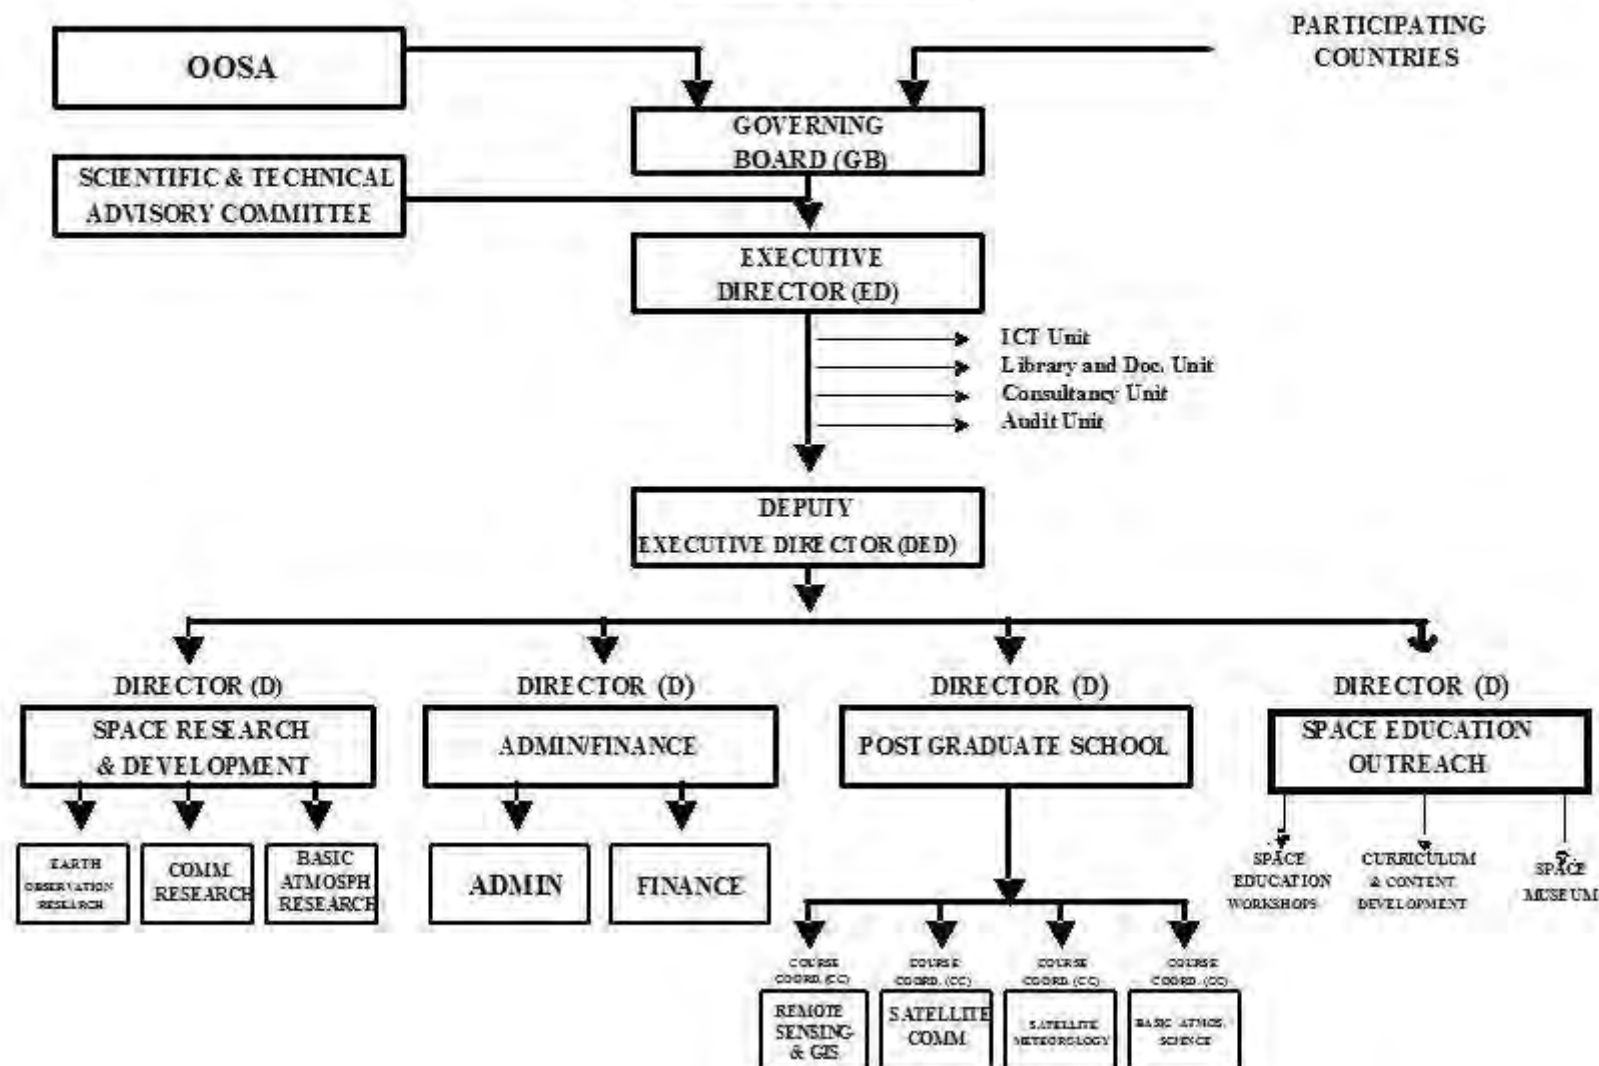 OOSA
PARTICIPATING
COUNTRIES
GOVERNING
BOARD (GB)
SCIENTIFIC & TECHNICAL
ADVISORY COMMITTEE
EXECUTIVE
DIRECTOR (ED)
ICT Unit
Library and Doc. Unit
Consultancy Unit
Audit Unit
DEPUTY
EXECUTIVE DIRECTOR (DED)
DIRECTOR (D)
SPACE RESEARCH
& DEVELOPMENT
DIRECTOR (D)
ADMIN/FINANCE
DIRECTOR (D)
POST GRADUATE SCHOOL
DIRECTOR (D)
SPACE EDUCATION
OUTREACH
EARTH
OBSERVATION
RESEARCH
COMM.
RESEARCH
BASIC
ATMOSPH.
RESEARCH
ADMIN
FINANCE
SPACE
EDUCATION
WORKSHOPS
CURRICULUM
& CONTENT
DEVELOPMENT
SPACE
MUSEUM
COURSE
COORD. (CC)
REMOTE
SENSING
& GIS
COURSE
COORD. (CC)
SATELLITE
COMM.
COURSE
COORD. (CC)
SATELLITE
METEOROLOGY
COURSE
COORD. (CC)
BASIC ATMOS.
SCIENCE